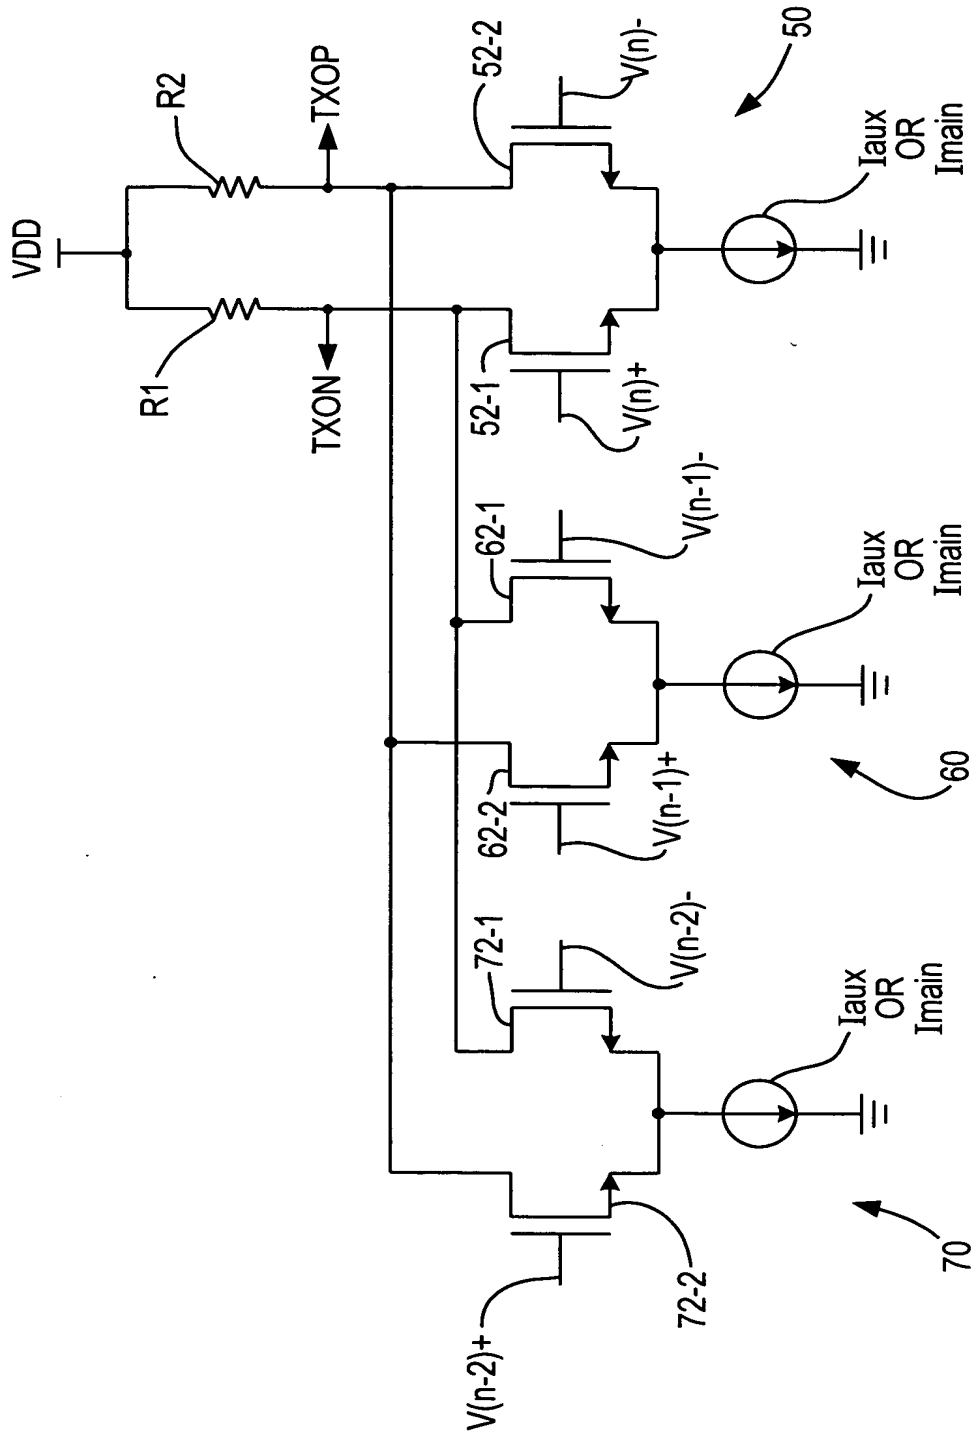 VDD
R1
R2
TXON
TXOP
52-1
52-2
V(n)+
V(n)-
Iaux
OR
Imain
50
62-2
62-1
V(n-1)+
V(n-1)-
Iaux
OR
Imain
60
72-1
72-2
V(n-2)+
V(n-2)-
Iaux
OR
Imain
70